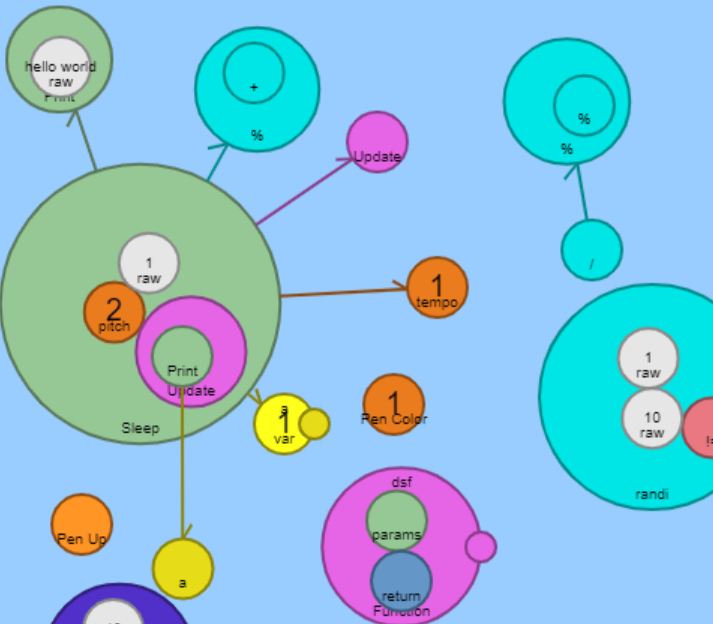 hello world
raw
Print
+
%
%
%
Update
/
1
raw
2
pitch
1
tempo
Print
Update
Sleep
a
1
var
1
Pen Color
1
raw
10
raw
randi
dsf
params
return
Function
Pen Up
a